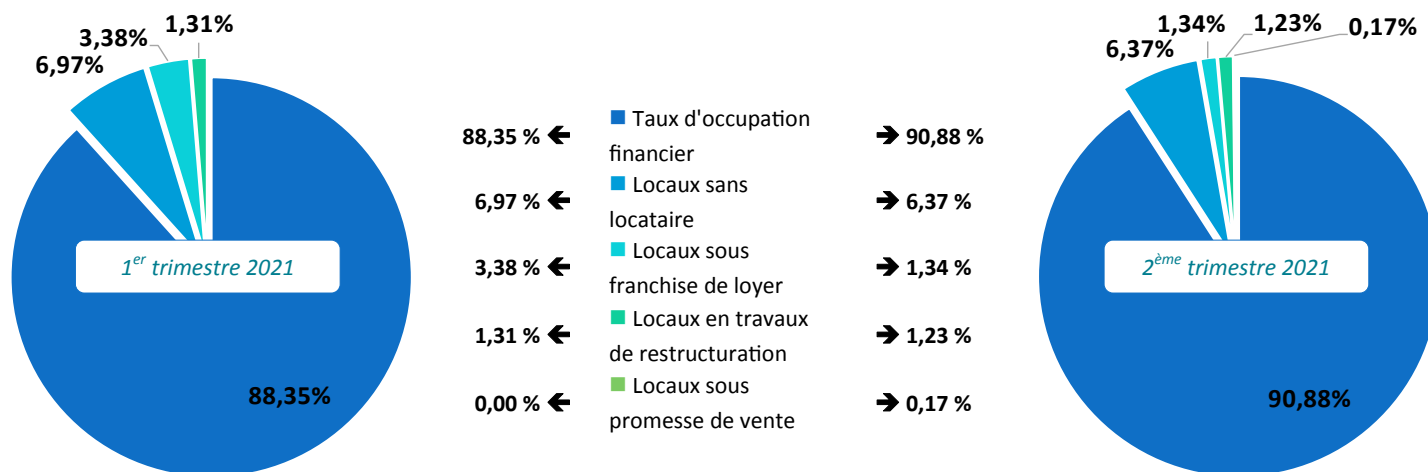 6,97%
3,38%
1,31%
1er trimestre 2021
88,35%
88,35 % ← Taux d'occupation → 90,88 %
financier
6,97 % ← Locaux sans → 6,37 %
locataire
3,38 % ← Locaux sous → 1,34 %
franchise de loyer
1,31 % ← Locaux en travaux → 1,23 %
de restructuration
0,00 % ← Locaux sous → 0,17 %
promesse de vente
6,37%
1,34%
1,23%
0,17%
2ème trimestre 2021
90,88%